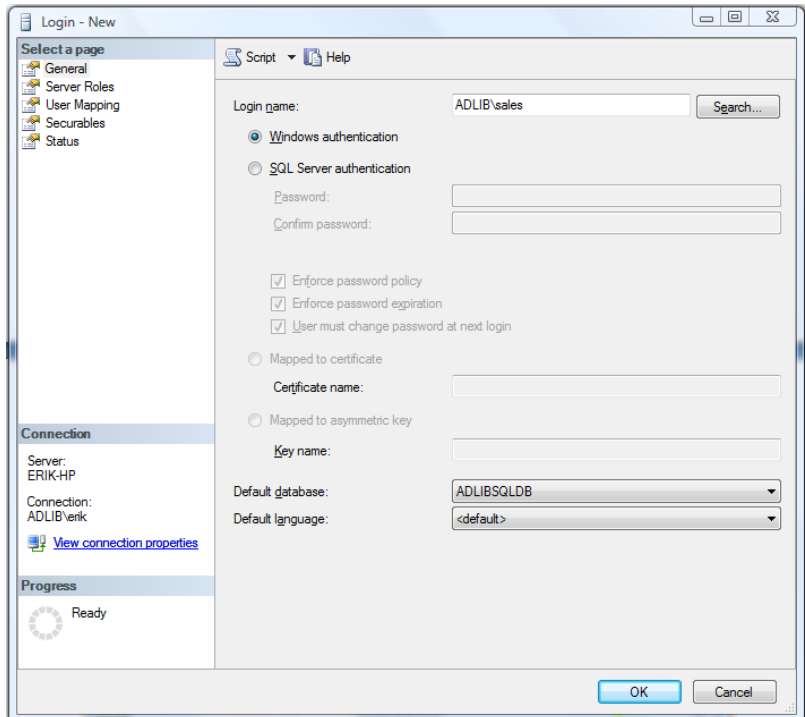 Login - New
Select a page
General
Server Roles
User Mapping
Securables
Status
Script
Help
Login name:
ADLIB\sales
Search...
Windows authentication
SQL Server authentication
Password:
Confirm password:
Enforce password policy
Enforce password expiration
User must change password at next login
Mapped to certificate
Certificate name:
Mapped to asymmetric key
Key name:
Default database:
ADLIBSQLDB
Default language:
<default>
Connection
Server:
ERIK-HP
Connection:
ADLIB\erik
View connection properties
Progress
Ready
OK
Cancel